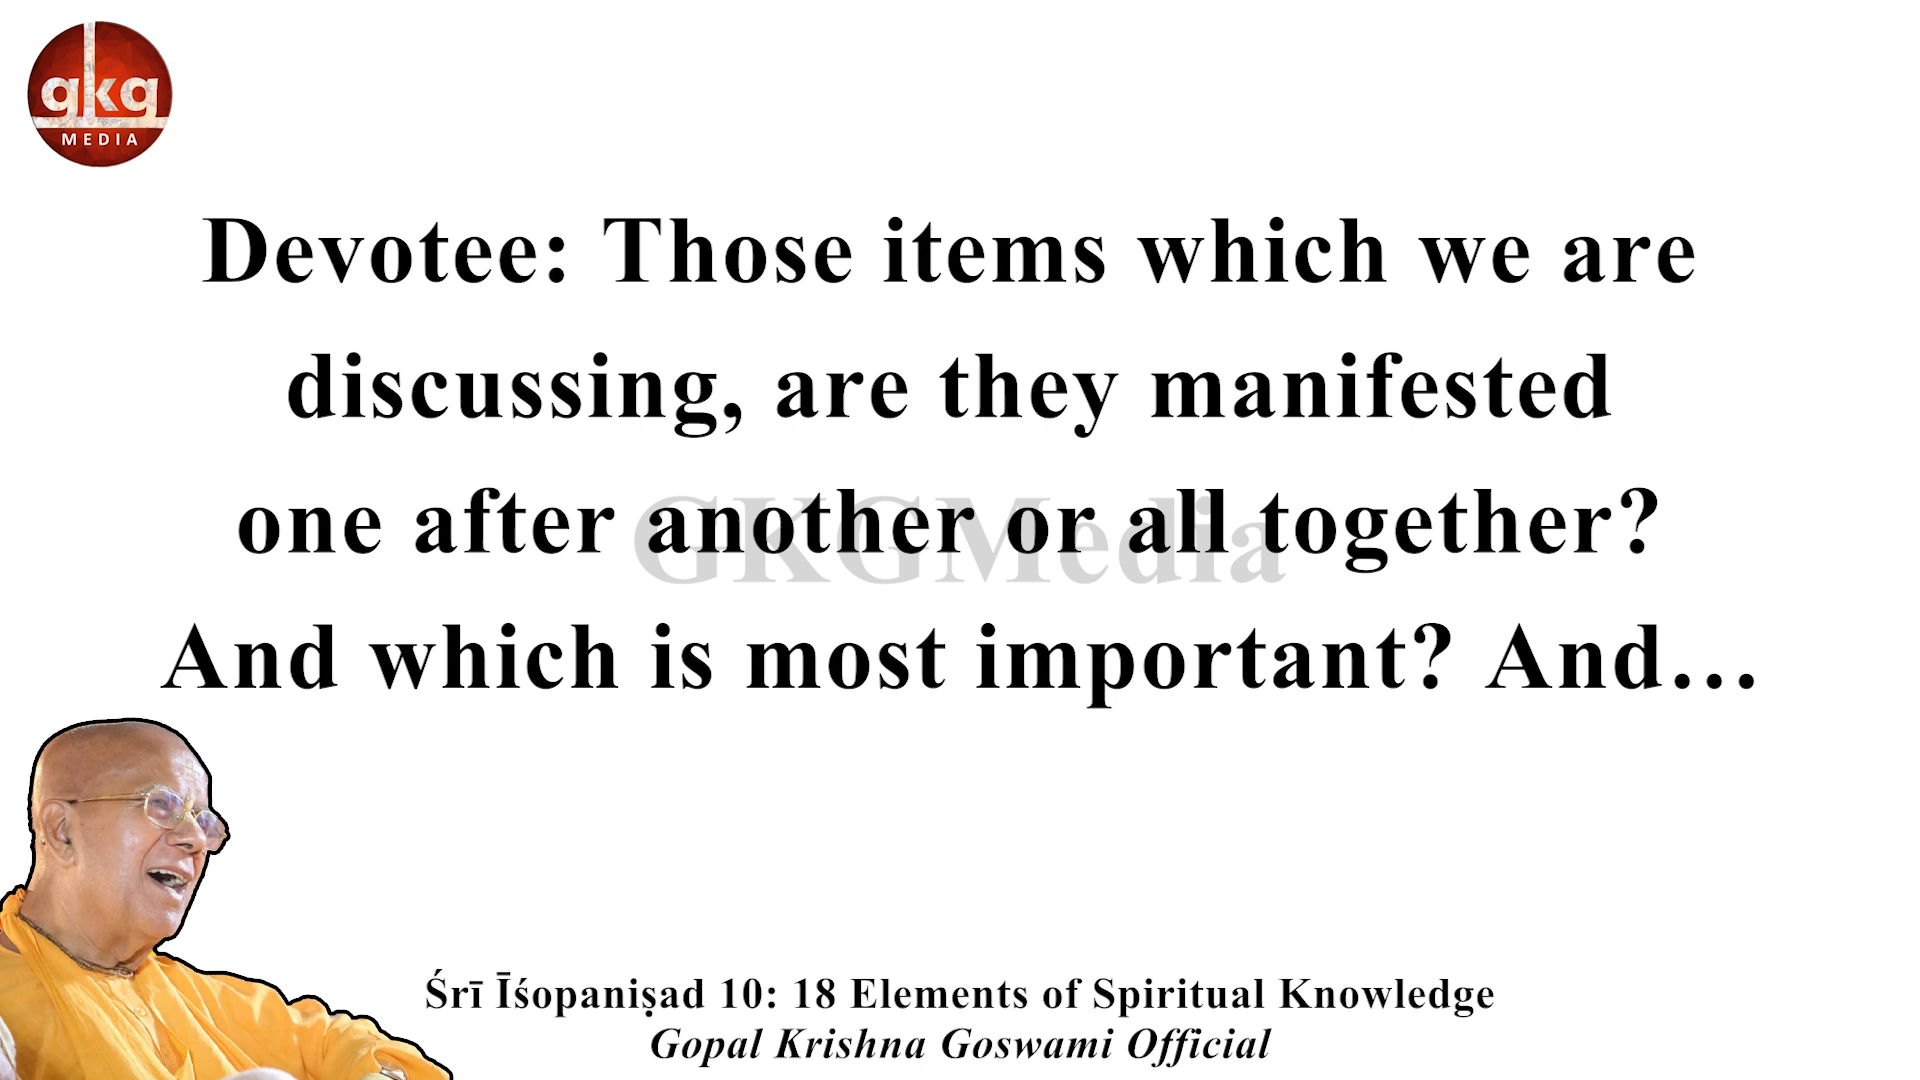 gkg
MEDIA
Devotee: Those items which we are
discussing, are they manifested
one after another or all together?
And which is most important? And…
GKGMedia
Śrī Īśopaniṣad 10: 18 Elements of Spiritual Knowledge
Gopal Krishna Goswami Official